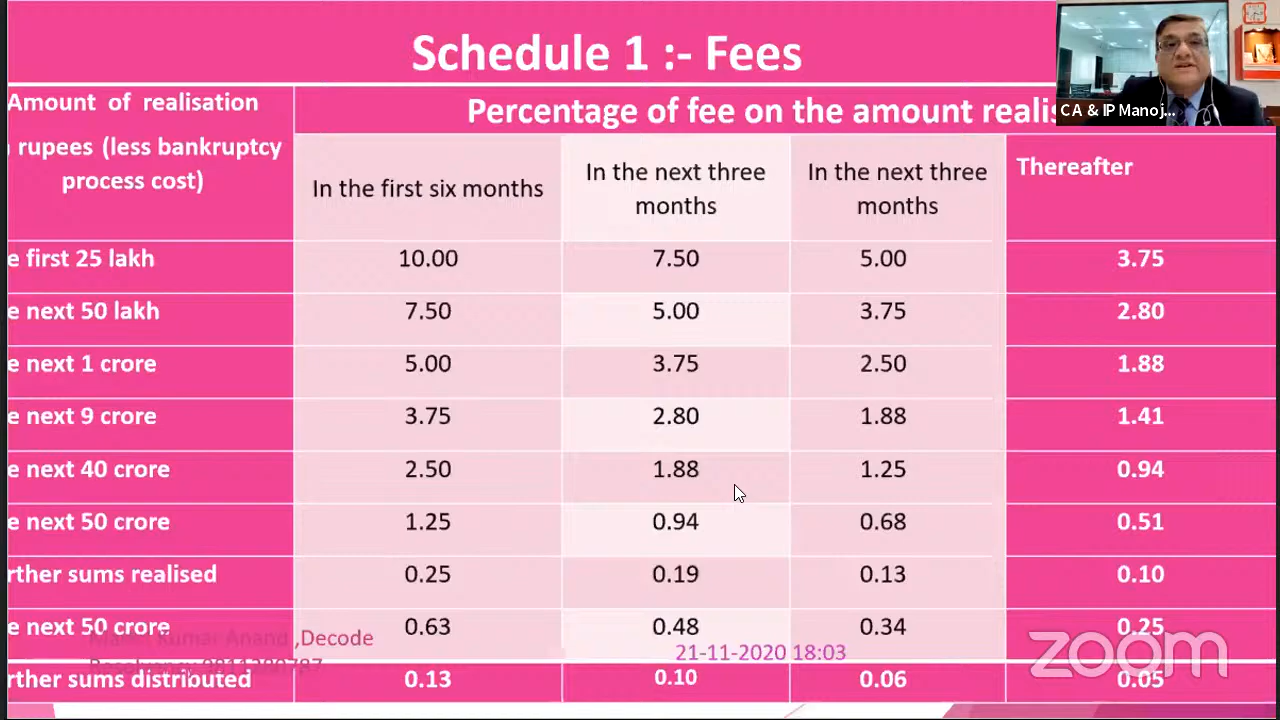 Schedule 1 :- Fees
Amount of realisation
rupees (less bankruptcy
process cost)
Percentage of fee on the amount realis
CA & IP Manoj...
In the first six months
In the next three
months
In the next three
months
Thereafter
e first 25 lakh 10.00 7.50 5.00 3.75
e next 50 lakh 7.50 5.00 3.75 2.80
e next 1 crore 5.00 3.75 2.50 1.88
e next 9 crore 3.75 2.80 1.88 1.41
e next 40 crore 2.50 1.88 1.25 0.94
e next 50 crore 1.25 0.94 0.68 0.51
rther sums realised 0.25 0.19 0.13 0.10
e next 50 crore 0.63 0.48 0.34 0.25
Kumar Anand ,Decode
21-11-2020 18:03
zoom
rther sums distributed 0.13 0.10 0.06 0.05